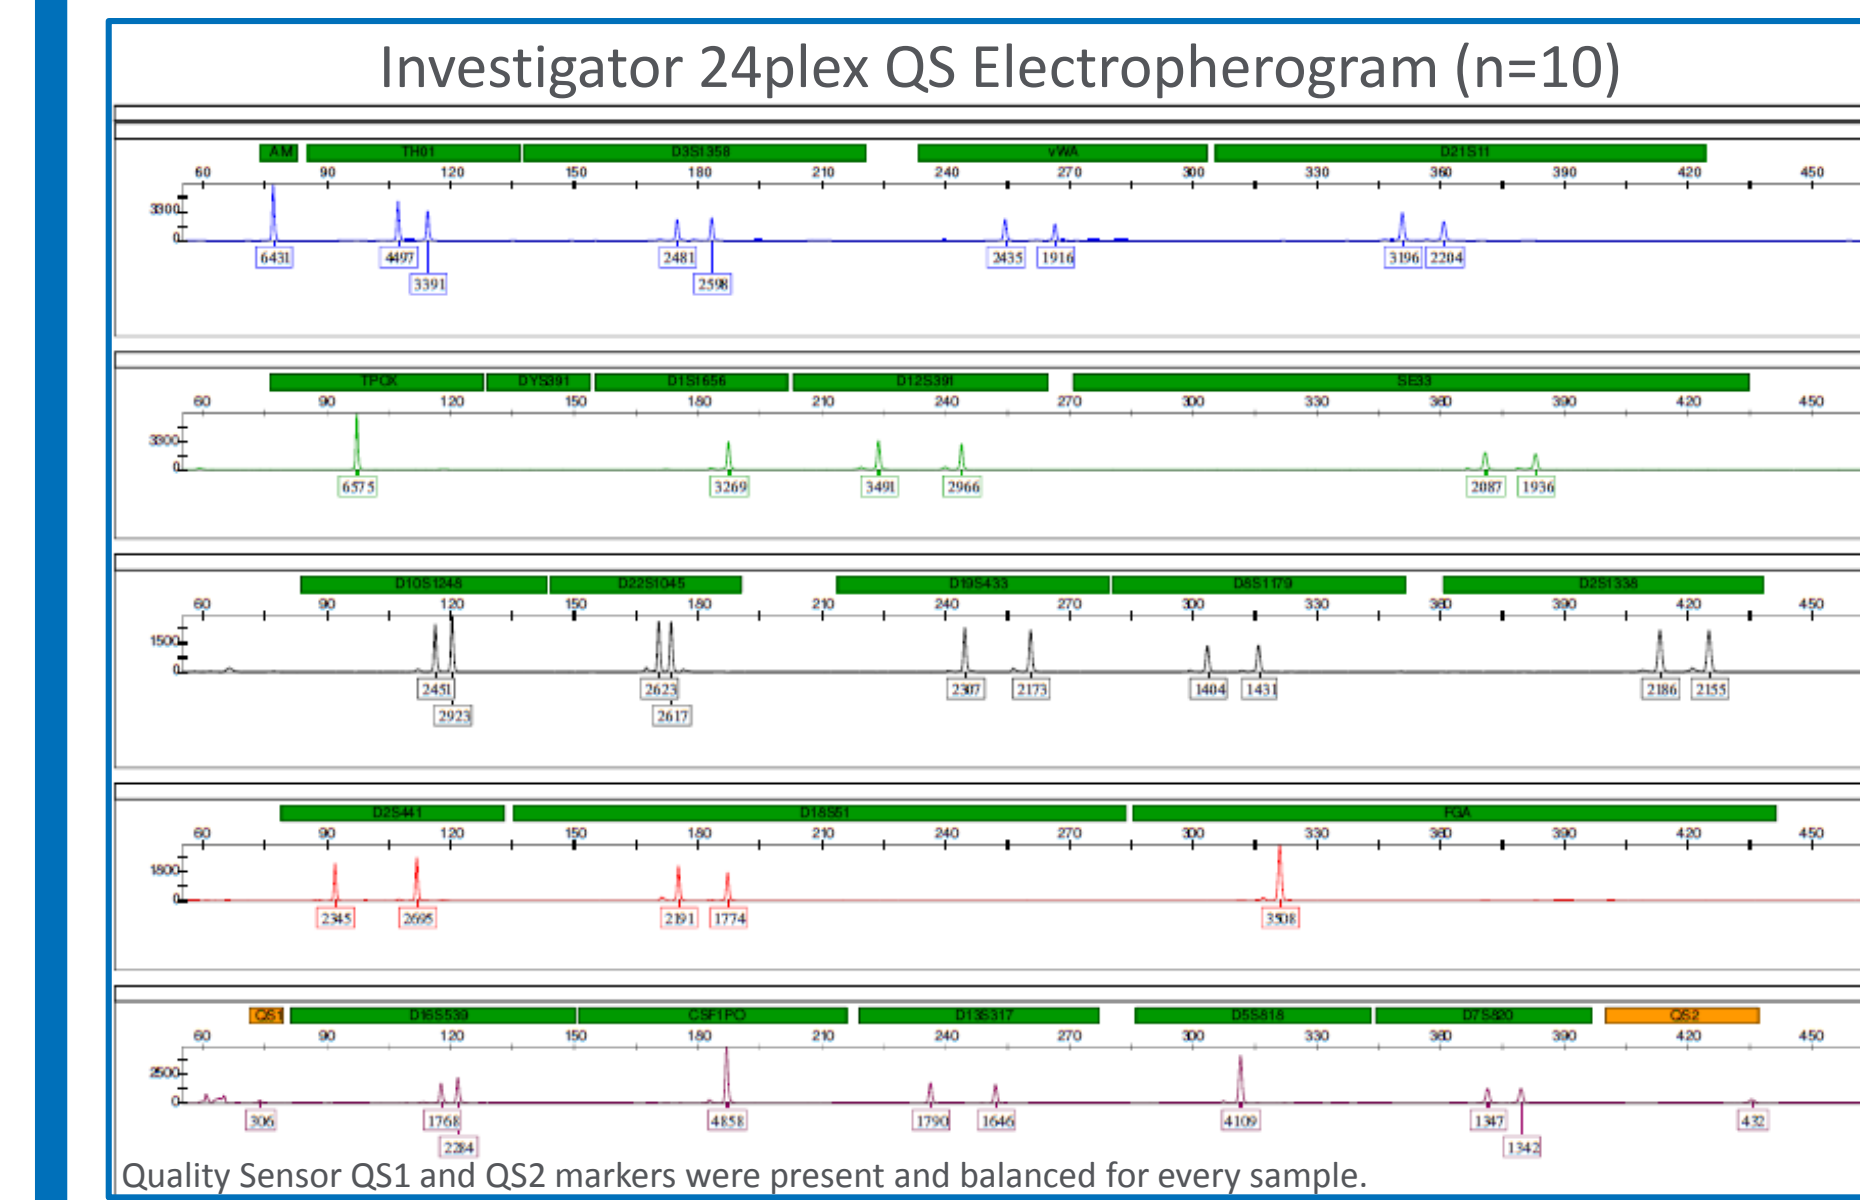 Investigator 24plex QS Electropherogram (n=10)
AM TH01 D3S1358 vWA D21S11
60 90 120 150 180 210 240 270 300 330 360 390 420 450
3300
0
6431 4497 2481 2435 1916 3196 2204
3391 2598
TPOX DYS391 D1S1656 D12S391 SE33
60 90 120 150 180 210 240 270 300 330 360 390 420 450
3300
0
6575 3269 3491 2966 2087 1936
D10S1248 D22S1045 D19S433 D8S1179 D2S1338
60 90 120 150 180 210 240 270 300 330 360 390 420 450
1500
0
2451 2623 2307 2173 1404 1431 2186 2155
2923 2617
D2S441 D18S51 FGA
60 90 120 150 180 210 240 270 300 330 360 390 420 450
1800
0
2345 2695 2191 1774 3508
QS1 D16S539 CSF1PO D13S317 D5S818 D7S820 QS2
60 90 120 150 180 210 240 270 300 330 360 390 420 450
2500
0
306 1768 4858 1790 1646 4109 1347 432
2284 1342
Quality Sensor QS1 and QS2 markers were present and balanced for every sample.